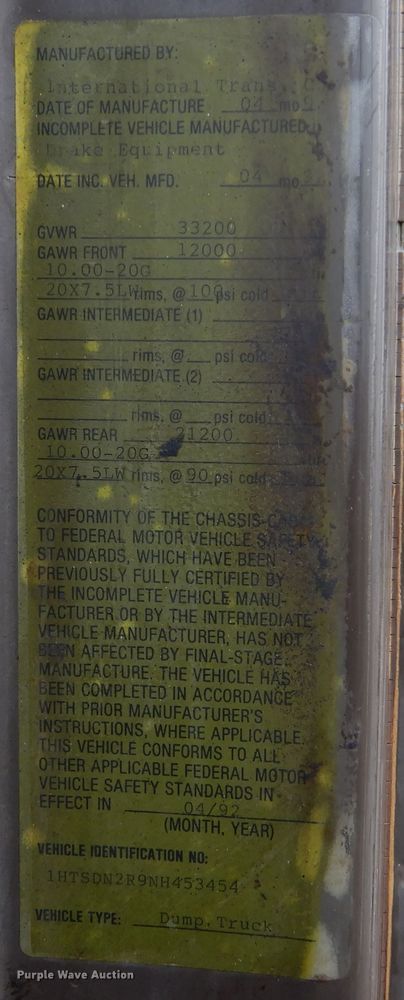 MANUFACTURED BY:
International Trans. C
DATE OF MANUFACTURE 04 mo
INCOMPLETE VEHICLE MANUFACTURED
Drake Equipment
DATE INC. VEH. MFD. 04 mo
GVWR 33200
GAWR FRONT 12000
10.00-20G
20X7.5LW rims, @ 100 psi cold
GAWR INTERMEDIATE (1)
rims, @ psi cold
GAWR INTERMEDIATE (2)
rims, @ psi cold
GAWR REAR 21200
10.00-20G
20X7.5LW rims, @ 90 psi cold
CONFORMITY OF THE CHASSIS-CAB
TO FEDERAL MOTOR VEHICLE SAFETY
STANDARDS, WHICH HAVE BEEN
PREVIOUSLY FULLY CERTIFIED BY
THE INCOMPLETE VEHICLE MANU-
FACTURER OR BY THE INTERMEDIATE
VEHICLE MANUFACTURER, HAS NOT
BEEN AFFECTED BY FINAL-STAGE
MANUFACTURE. THE VEHICLE HAS
BEEN COMPLETED IN ACCORDANCE
WITH PRIOR MANUFACTURER'S
INSTRUCTIONS, WHERE APPLICABLE.
THIS VEHICLE CONFORMS TO ALL
OTHER APPLICABLE FEDERAL MOTOR
VEHICLE SAFETY STANDARDS IN
EFFECT IN 04/92
(MONTH, YEAR)
VEHICLE IDENTIFICATION NO:
1HTSDN2R9NH453454
VEHICLE TYPE: Dump Truck
Purple Wave Auction